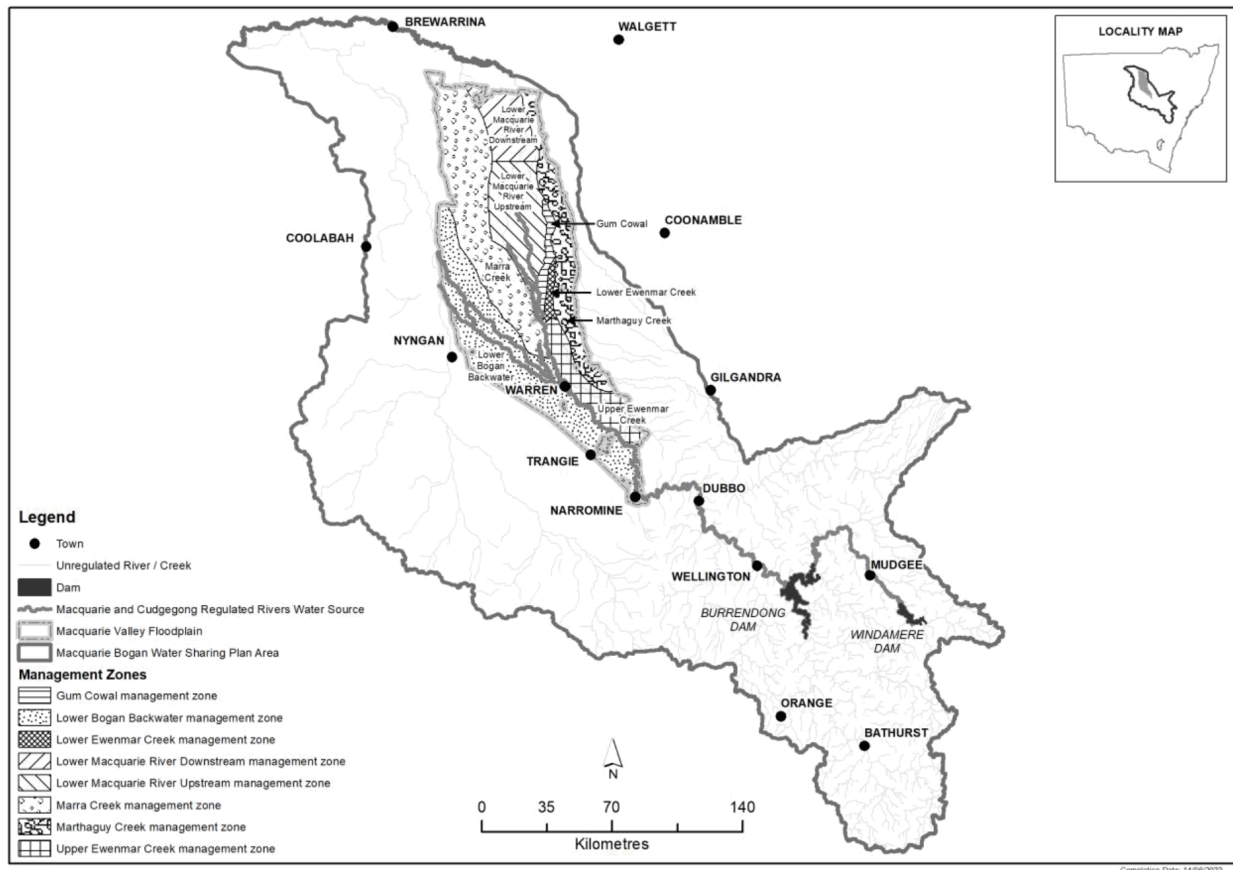 BREWARRINA
WALGETT
LOCALITY MAP
Lower
Macquarie
River
Downstream
Lower
Macquarie
River
Upstream
Gum Cowal
COONAMBLE
COOLABAH
Marra
Creek
Lower Ewenmar Creek
Marthaguy Creek
NYNGAN
Lower
Bogan
Backwater
WARREN
GILGANDRA
Upper Ewenmar
Creek
TRANGIE
NARROMINE
DUBBO
WELLINGTON
MUDGEE
BURRENDONG
DAM
WINDAMERE
DAM
ORANGE
BATHURST
Legend
Town
Unregulated River / Creek
Dam
Macquarie and Cudgegong Regulated Rivers Water Source
Macquarie Valley Floodplain
Macquarie Bogan Water Sharing Plan Area
Management Zones
Gum Cowal management zone
Lower Bogan Backwater management zone
Lower Ewenmar Creek management zone
Lower Macquarie River Downstream management zone
Lower Macquarie River Upstream management zone
Marra Creek management zone
Marthaguy Creek management zone
Upper Ewenmar Creek management zone
N
0 35 70 140
Kilometres